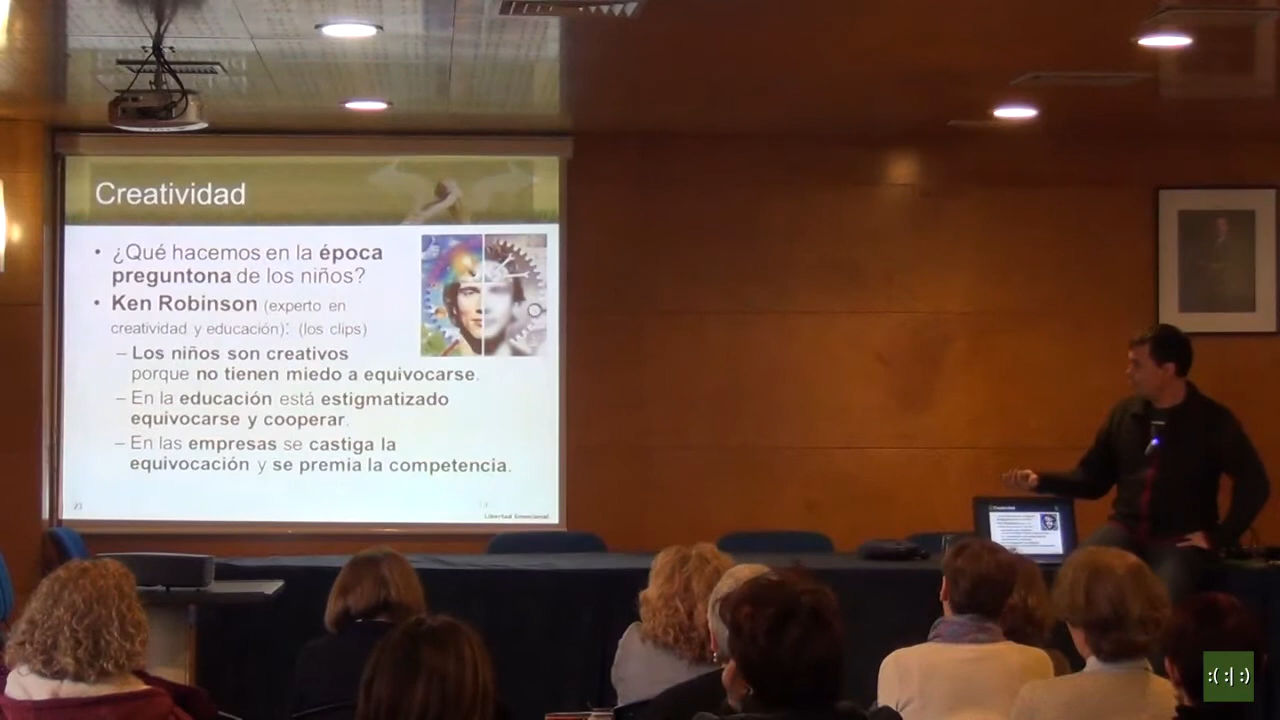 Creatividad
• ¿Qué hacemos en la época
preguntona de los niños?
• Ken Robinson (experto en
creatividad y educación): (los clips)
– Los niños son creativos
porque no tienen miedo a equivocarse.
– En la educación está estigmatizado
equivocarse y cooperar.
– En las empresas se castiga la
equivocación y se premia la competencia.
Libertad Emocional
:( :| :)